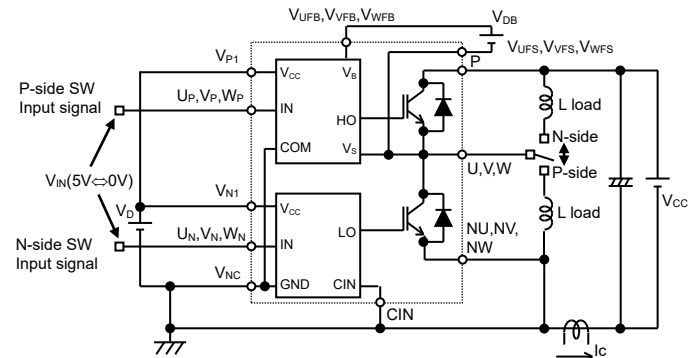 VUFB,VVFB,VWFB
VDB
VUFS,VVFS,VWFS
VP1
P
P-side SW
Input signal
UP,VP,WP
VCC
VB
IN
HO
COM
VS
L load
N-side
P-side
U,V,W
VIN(5V⇔0V)
VD
VN1
VCC
LO
IN
NU,NV,
NW
L load
VCC
N-side SW
Input signal
UN,VN,WN
VNC
GND
CIN
CIN
Ic